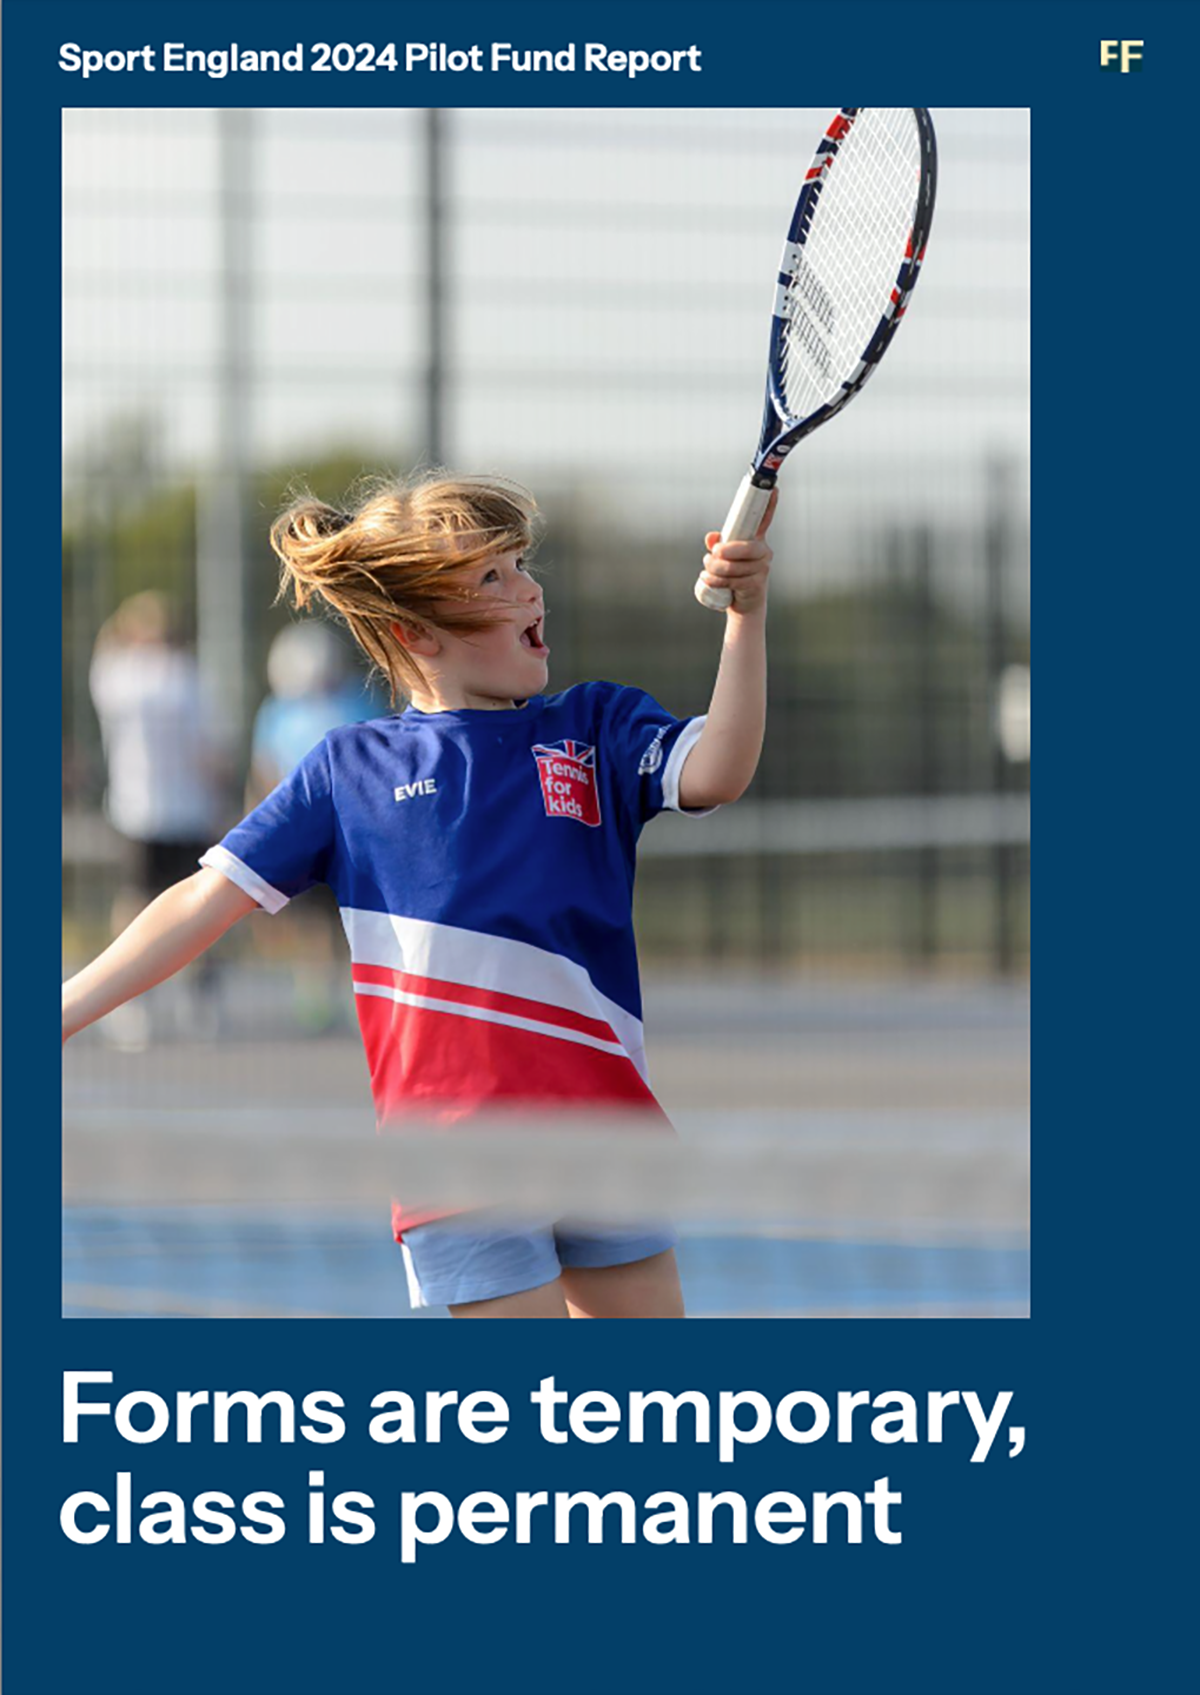 Sport England 2024 Pilot Fund Report
FF
EVIE
Tennis
for
kids
Forms are temporary,
class is permanent